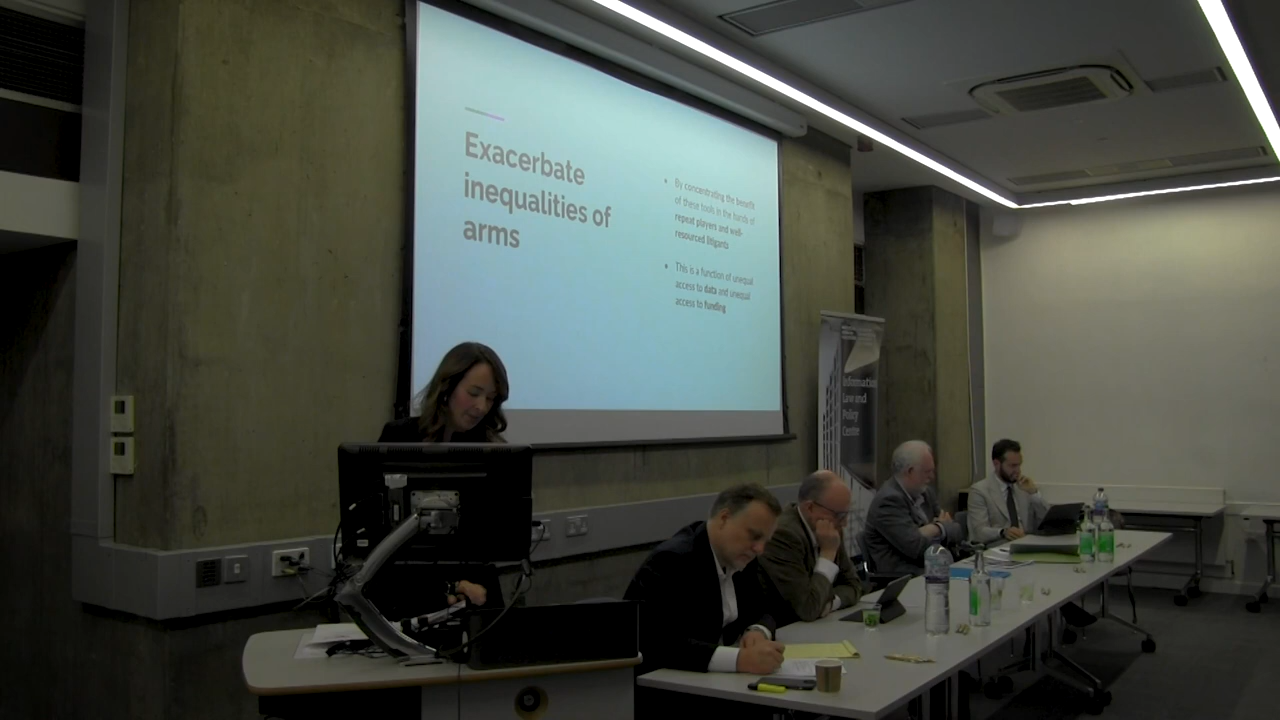 Exacerbate
inequalities of
arms
• By concentrating the benefit
of these tools in the hands of
repeat players and well-
resourced litigants
• This is a function of unequal
access to data and unequal
access to funding
Information
Law and
Policy
Centre